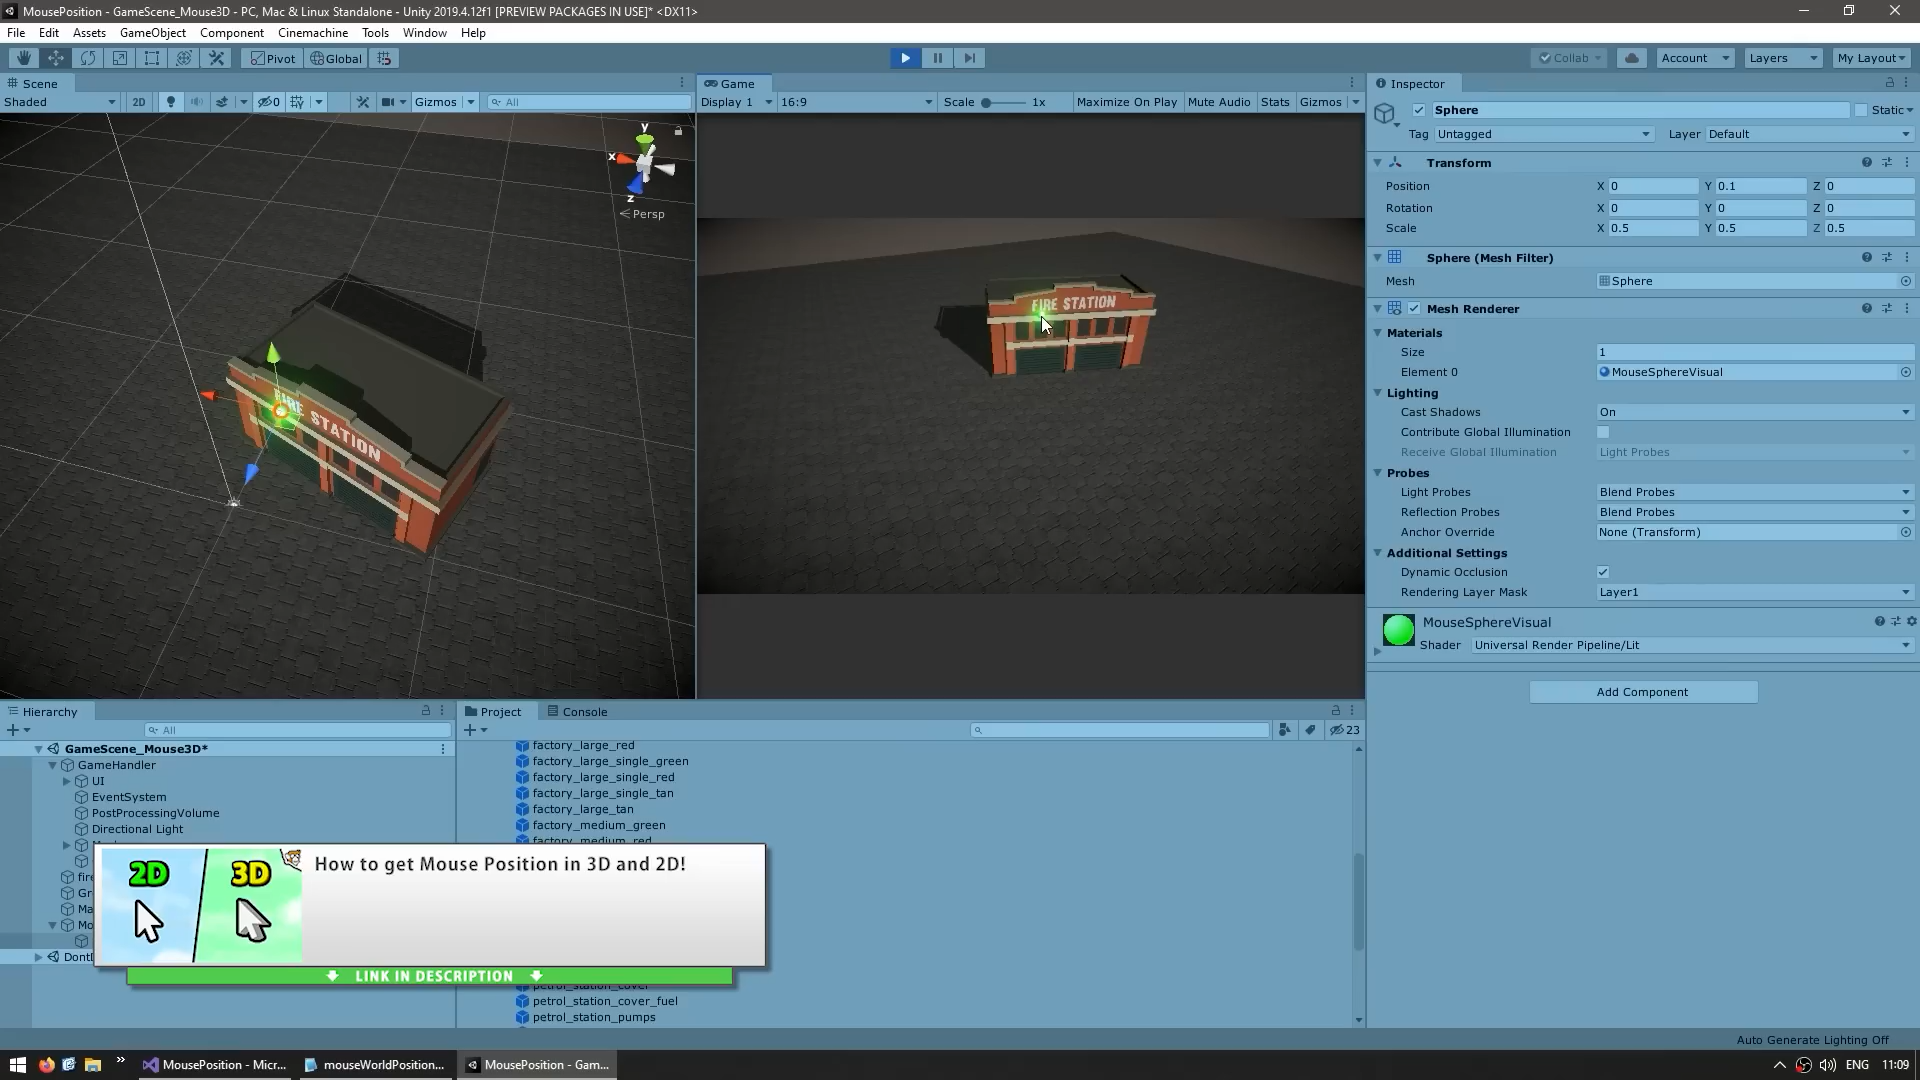 MousePosition - GameScene_Mouse3D - PC, Mac & Linux Standalone - Unity 2019.4.12f1 [PREVIEW PACKAGES IN USE]* <DX11>
File Edit Assets GameObject Component Cinemachine Tools Window Help
Pivot Global Collab Account Layers My Layout
Scene
Shaded 2D 0 Gizmos All
y
x
z
Persp
FIRE STATION
Game
Display 1 16:9 Scale 1x Maximize On Play Mute Audio Stats Gizmos
FIRE STATION
Inspector
Sphere Static
Tag Untagged Layer Default
Transform
Position X 0 Y 0.1 Z 0
Rotation X 0 Y 0 Z 0
Scale X 0.5 Y 0.5 Z 0.5
Sphere (Mesh Filter)
Mesh Sphere
Mesh Renderer
Materials
Size 1
Element 0 MouseSphereVisual
Lighting
Cast Shadows On
Contribute Global Illumination
Receive Global Illumination Light Probes
Probes
Light Probes Blend Probes
Reflection Probes Blend Probes
Anchor Override None (Transform)
Additional Settings
Dynamic Occlusion
Rendering Layer Mask Layer1
MouseSphereVisual
Shader Universal Render Pipeline/Lit
Add Component
Hierarchy
All
GameScene_Mouse3D*
GameHandler
UI
EventSystem
PostProcessingVolume
Directional Light
fire
Gr
Ma
Mo
Dont
Project Console
23
factory_large_red
factory_large_single_green
factory_large_single_red
factory_large_single_tan
factory_large_tan
factory_medium_green
factory_medium_red
petrol_station_cover
petrol_station_cover_fuel
petrol_station_pumps
2D 3D
How to get Mouse Position in 3D and 2D!
LINK IN DESCRIPTION
Auto Generate Lighting Off
MousePosition - Micr... mouseWorldPosition... MousePosition - Gam... ENG 11:09